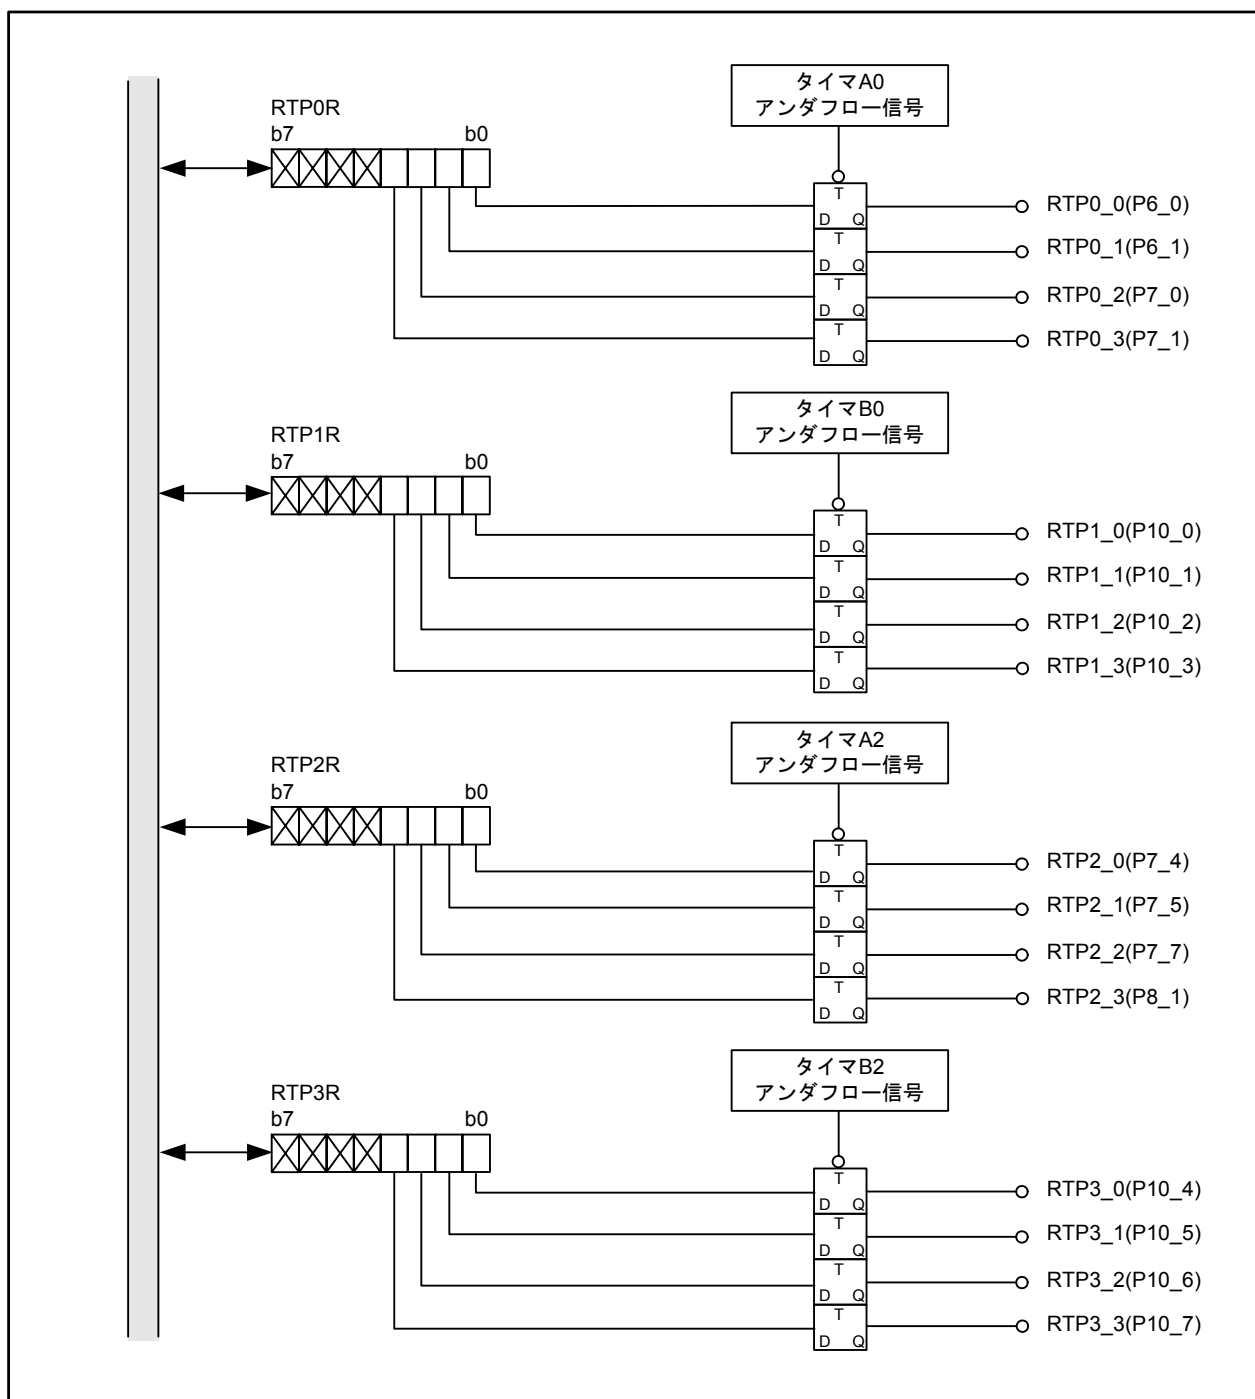 タイマA0
アンダフロー信号
RTP0R
b7 b0
T
D Q
RTP0_0(P6_0)
T
D Q
RTP0_1(P6_1)
T
D Q
RTP0_2(P7_0)
T
D Q
RTP0_3(P7_1)
タイマB0
アンダフロー信号
RTP1R
b7 b0
T
D Q
RTP1_0(P10_0)
T
D Q
RTP1_1(P10_1)
T
D Q
RTP1_2(P10_2)
T
D Q
RTP1_3(P10_3)
タイマA2
アンダフロー信号
RTP2R
b7 b0
T
D Q
RTP2_0(P7_4)
T
D Q
RTP2_1(P7_5)
T
D Q
RTP2_2(P7_7)
T
D Q
RTP2_3(P8_1)
タイマB2
アンダフロー信号
RTP3R
b7 b0
T
D Q
RTP3_0(P10_4)
T
D Q
RTP3_1(P10_5)
T
D Q
RTP3_2(P10_6)
T
D Q
RTP3_3(P10_7)